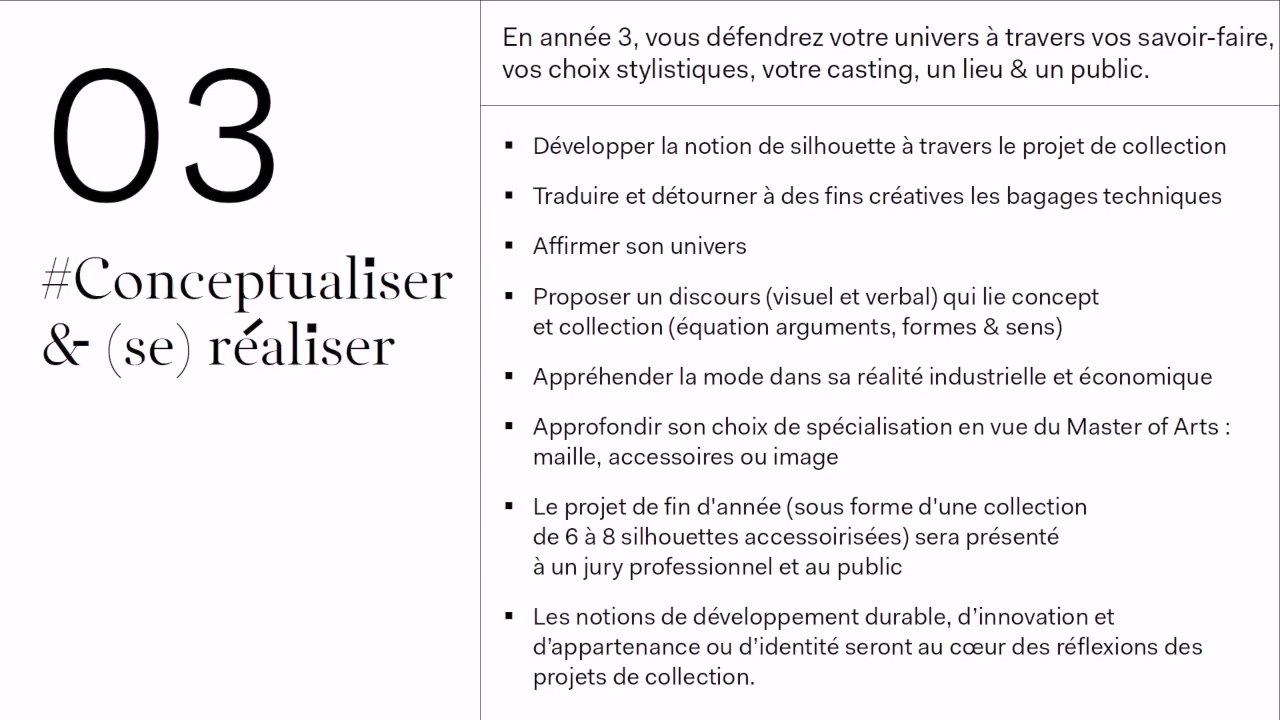 03
#Conceptualiser
& (se) réaliser
En année 3, vous défendrez votre univers à travers vos savoir-faire,
vos choix stylistiques, votre casting, un lieu & un public.
▪ Développer la notion de silhouette à travers le projet de collection
▪ Traduire et détourner à des fins créatives les bagages techniques
▪ Affirmer son univers
▪ Proposer un discours (visuel et verbal) qui lie concept
et collection (équation arguments, formes & sens)
▪ Appréhender la mode dans sa réalité industrielle et économique
▪ Approfondir son choix de spécialisation en vue du Master of Arts :
maille, accessoires ou image
▪ Le projet de fin d'année (sous forme d'une collection
de 6 à 8 silhouettes accessoirisées) sera présenté
à un jury professionnel et au public
▪ Les notions de développement durable, d’innovation et
d’appartenance ou d’identité seront au cœur des réflexions des
projets de collection.